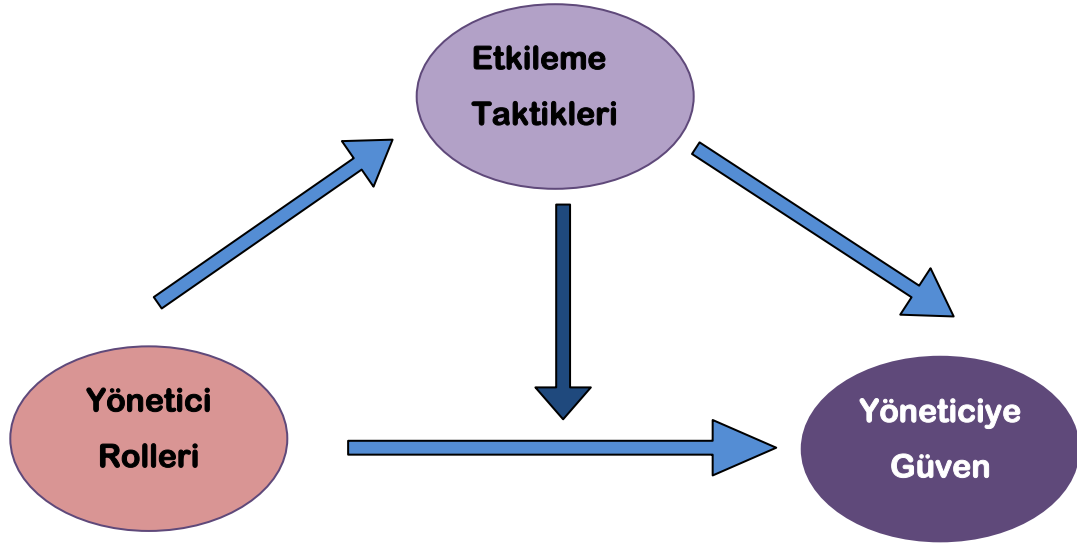 Etkileme
Taktikleri
Yönetici
Rolleri
Yöneticiye
Güven